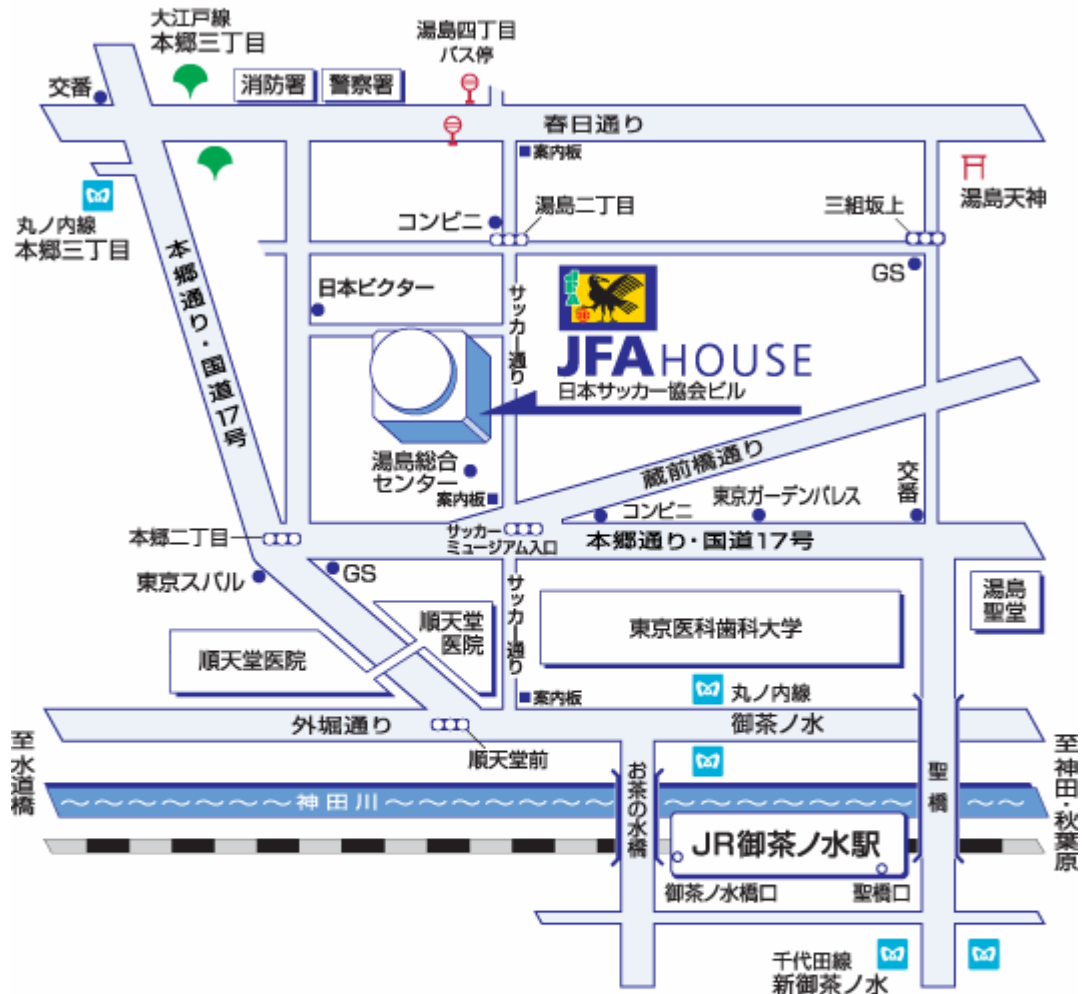 大江戸線
本郷三丁目
湯島四丁目
バス停
交番
消防署
警察署
春日通り
案内板
湯島天神
丸ノ内線
本郷三丁目
コンビニ
湯島二丁目
三組坂上
GS
本郷通り・国道17号
日本ビクター
サッカー通り
JFA
JFA HOUSE
日本サッカー協会ビル
蔵前橋通り
湯島総合
センター
案内板
コンビニ
東京ガーデンパレス
交番
本郷二丁目
サッカー
ミュージアム入口
本郷通り・国道17号
東京スバル
GS
サッカー通り
順天堂
医院
順天堂医院
東京医科歯科大学
湯島
聖堂
案内板
丸ノ内線
御茶ノ水
外堀通り
順天堂前
至水道橋
お茶の水橋
聖橋
至神田・秋葉原
神田川
JR御茶ノ水駅
御茶ノ水橋口
聖橋口
千代田線
新御茶ノ水